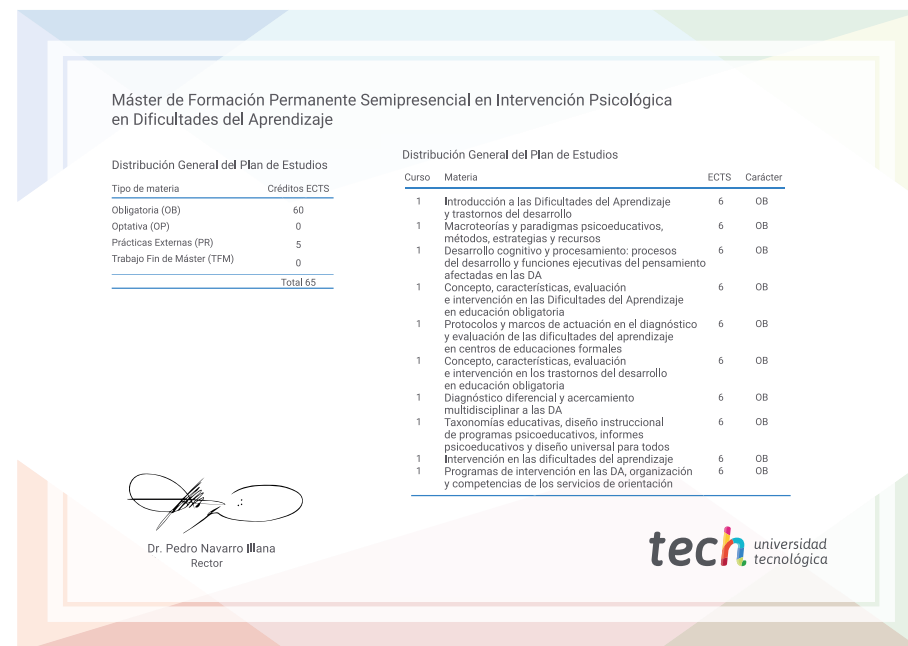 Máster de Formación Permanente Semipresencial en Intervención Psicológica
en Dificultades del Aprendizaje
Distribución General del Plan de Estudios
Tipo de materia Créditos ECTS
Obligatoria (OB) 60
Optativa (OP) 0
Prácticas Externas (PR) 5
Trabajo Fin de Máster (TFM) 0
Total 65
Distribución General del Plan de Estudios
Curso Materia ECTS Carácter
1 Introducción a las Dificultades del Aprendizaje 6 OB
y trastornos del desarrollo
1 Macroteorías y paradigmas psicoeducativos, 6 OB
métodos, estrategias y recursos
1 Desarrollo cognitivo y procesamiento: procesos 6 OB
del desarrollo y funciones ejecutivas del pensamiento
afectadas en las DA
1 Concepto, características, evaluación 6 OB
e intervención en las Dificultades del Aprendizaje
en educación obligatoria
1 Protocolos y marcos de actuación en el diagnóstico 6 OB
y evaluación de las dificultades del aprendizaje
en centros de educaciones formales
1 Concepto, características, evaluación 6 OB
e intervención en los trastornos del desarrollo
en educación obligatoria
1 Diagnóstico diferencial y acercamiento 6 OB
multidisciplinar a las DA
1 Taxonomías educativas, diseño instruccional 6 OB
de programas psicoeducativos, informes
psicoeducativos y diseño universal para todos
1 Intervención en las dificultades del aprendizaje 6 OB
1 Programas de intervención en las DA, organización 6 OB
y competencias de los servicios de orientación
Dr. Pedro Navarro Illana
Rector
tech universidad
tecnológica